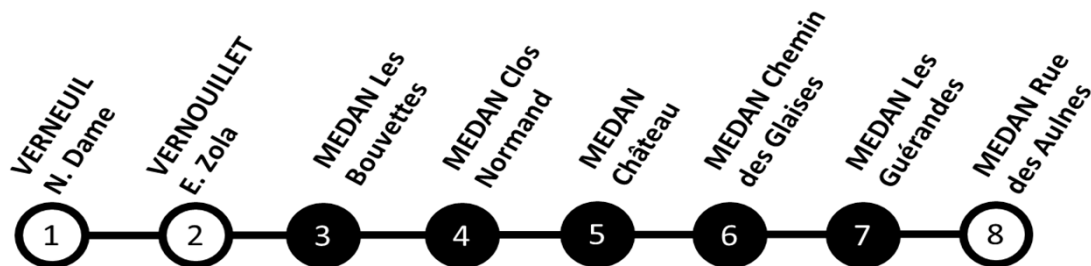 VERNEUIL
N. Dame
VERNOUILLET
E. Zola
MEDAN Les
Bouvettes
MEDAN Clos
Normand
MEDAN
Château
MEDAN Chemin
des Glaises
MEDAN Les
Guérandes
MEDAN Rue
des Aulnes
1
2
3
4
5
6
7
8